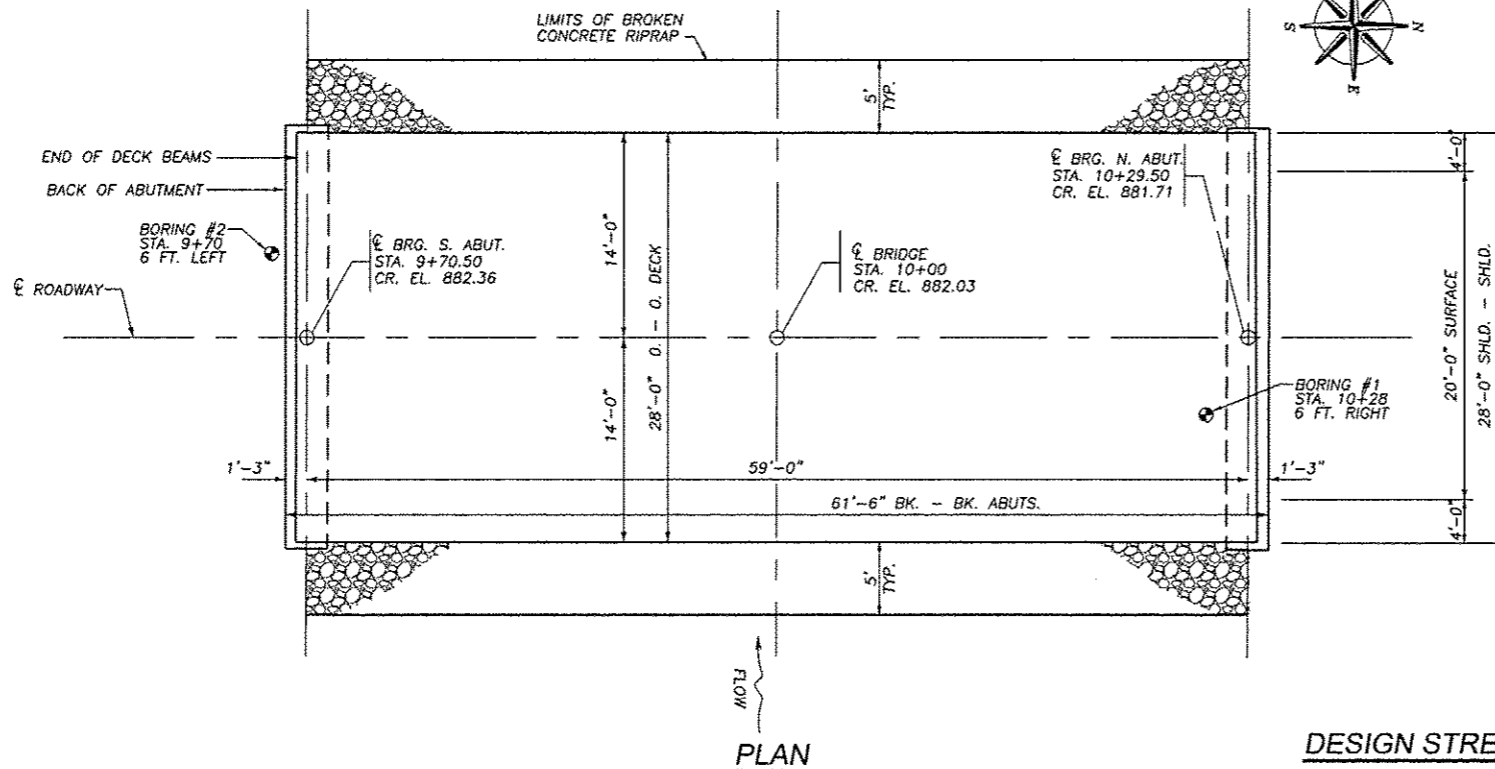 LIMITS OF BROKEN
CONCRETE RIPRAP
S
N
E
5'
TYP.
END OF DECK BEAMS
BACK OF ABUTMENT
BORING #2
STA. 9+70
6 FT. LEFT
℄ ROADWAY
℄ BRG. S. ABUT.
STA. 9+70.50
CR. EL. 882.36
14'-0"
14'-0"
28'-0" O. - O. DECK
℄ BRIDGE
STA. 10+00
CR. EL. 882.03
℄ BRG. N. ABUT.
STA. 10+29.50
CR. EL. 881.71
BORING #1
STA. 10+28
6 FT. RIGHT
4'-0"
20'-0" SURFACE
28'-0" SHLD. - SHLD.
4'-0"
1'-3"
59'-0"
1'-3"
61'-6" BK. - BK. ABUTS.
5'
TYP.
FLOW
PLAN
DESIGN STRE